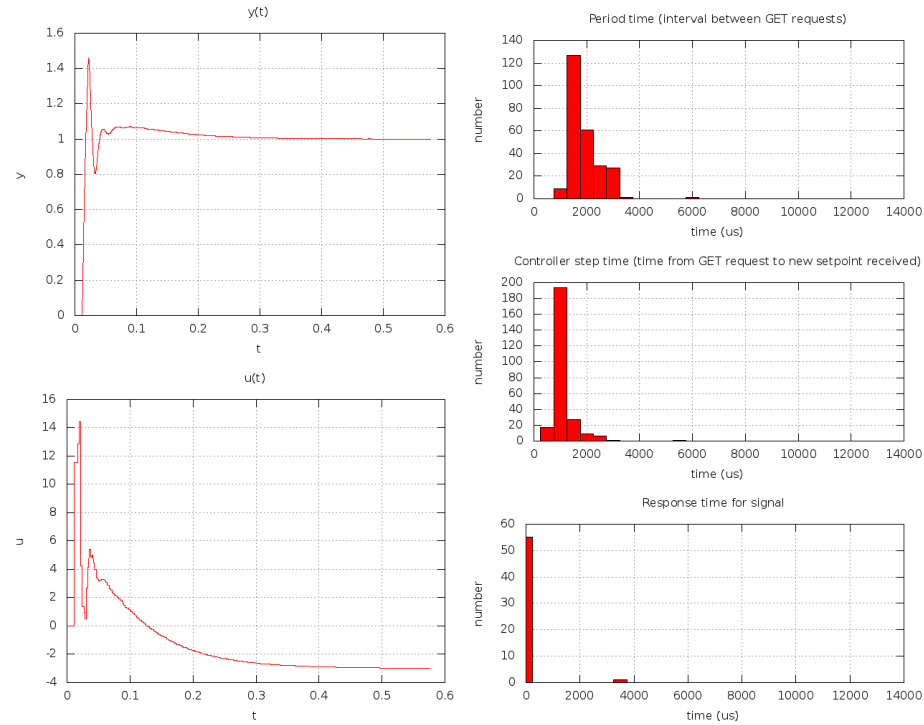 y(t)
1.6
1.4
1.2
1
0.8
0.6
0.4
0.2
0
y
0 0.1 0.2 0.3 0.4 0.5 0.6
t
u(t)
16
14
12
10
8
6
4
2
0
-2
-4
u
0 0.1 0.2 0.3 0.4 0.5 0.6
t
Period time (interval between GET requests)
140
120
100
80
60
40
20
0
number
0 2000 4000 6000 8000 10000 12000 14000
time (us)
Controller step time (time from GET request to new setpoint received)
200
180
160
140
120
100
80
60
40
20
0
number
0 2000 4000 6000 8000 10000 12000 14000
time (us)
Response time for signal
60
50
40
30
20
10
0
number
0 2000 4000 6000 8000 10000 12000 14000
time (us)